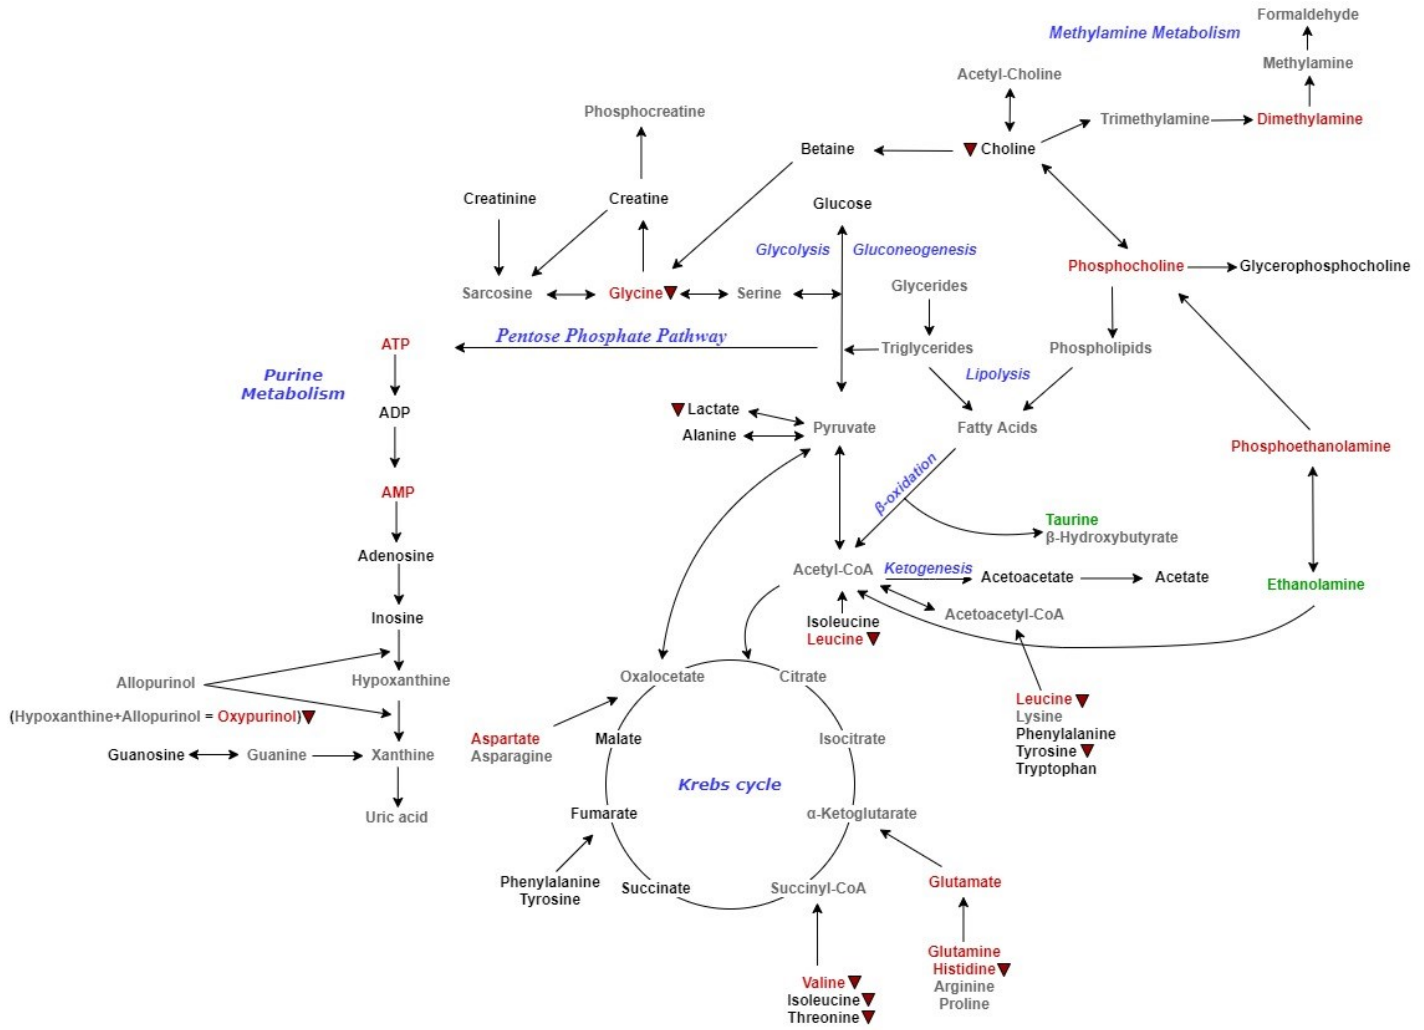 Formaldehyde
Methylamine Metabolism
Methylamine
Acetyl-Choline
Phosphocreatine
Trimethylamine
Dimethylamine
Betaine
Choline
Creatinine
Creatine
Glucose
Glycolysis
Gluconeogenesis
Phosphocholine
Glycerophosphocholine
Sarcosine
Glycine
Serine
Glycerides
Pentose Phosphate Pathway
ATP
Triglycerides
Phospholipids
Purine
Metabolism
Lipolysis
ADP
Lactate
Alanine
Pyruvate
Fatty Acids
Phosphoethanolamine
β-oxidation
AMP
Taurine
β-Hydroxybutyrate
Adenosine
Acetyl-CoA
Ketogenesis
Acetoacetate
Acetate
Ethanolamine
Inosine
Isoleucine
Leucine
Acetoacetyl-CoA
Allopurinol
Hypoxanthine
Oxalocetate
Citrate
(Hypoxanthine+Allopurinol = Oxypurinol)
Leucine
Lysine
Phenylalanine
Tyrosine
Tryptophan
Aspartate
Asparagine
Malate
Isocitrate
Guanosine
Guanine
Xanthine
Krebs cycle
Uric acid
Fumarate
α-Ketoglutarate
Phenylalanine
Tyrosine
Succinate
Succinyl-CoA
Glutamate
Glutamine
Histidine
Arginine
Proline
Valine
Isoleucine
Threonine